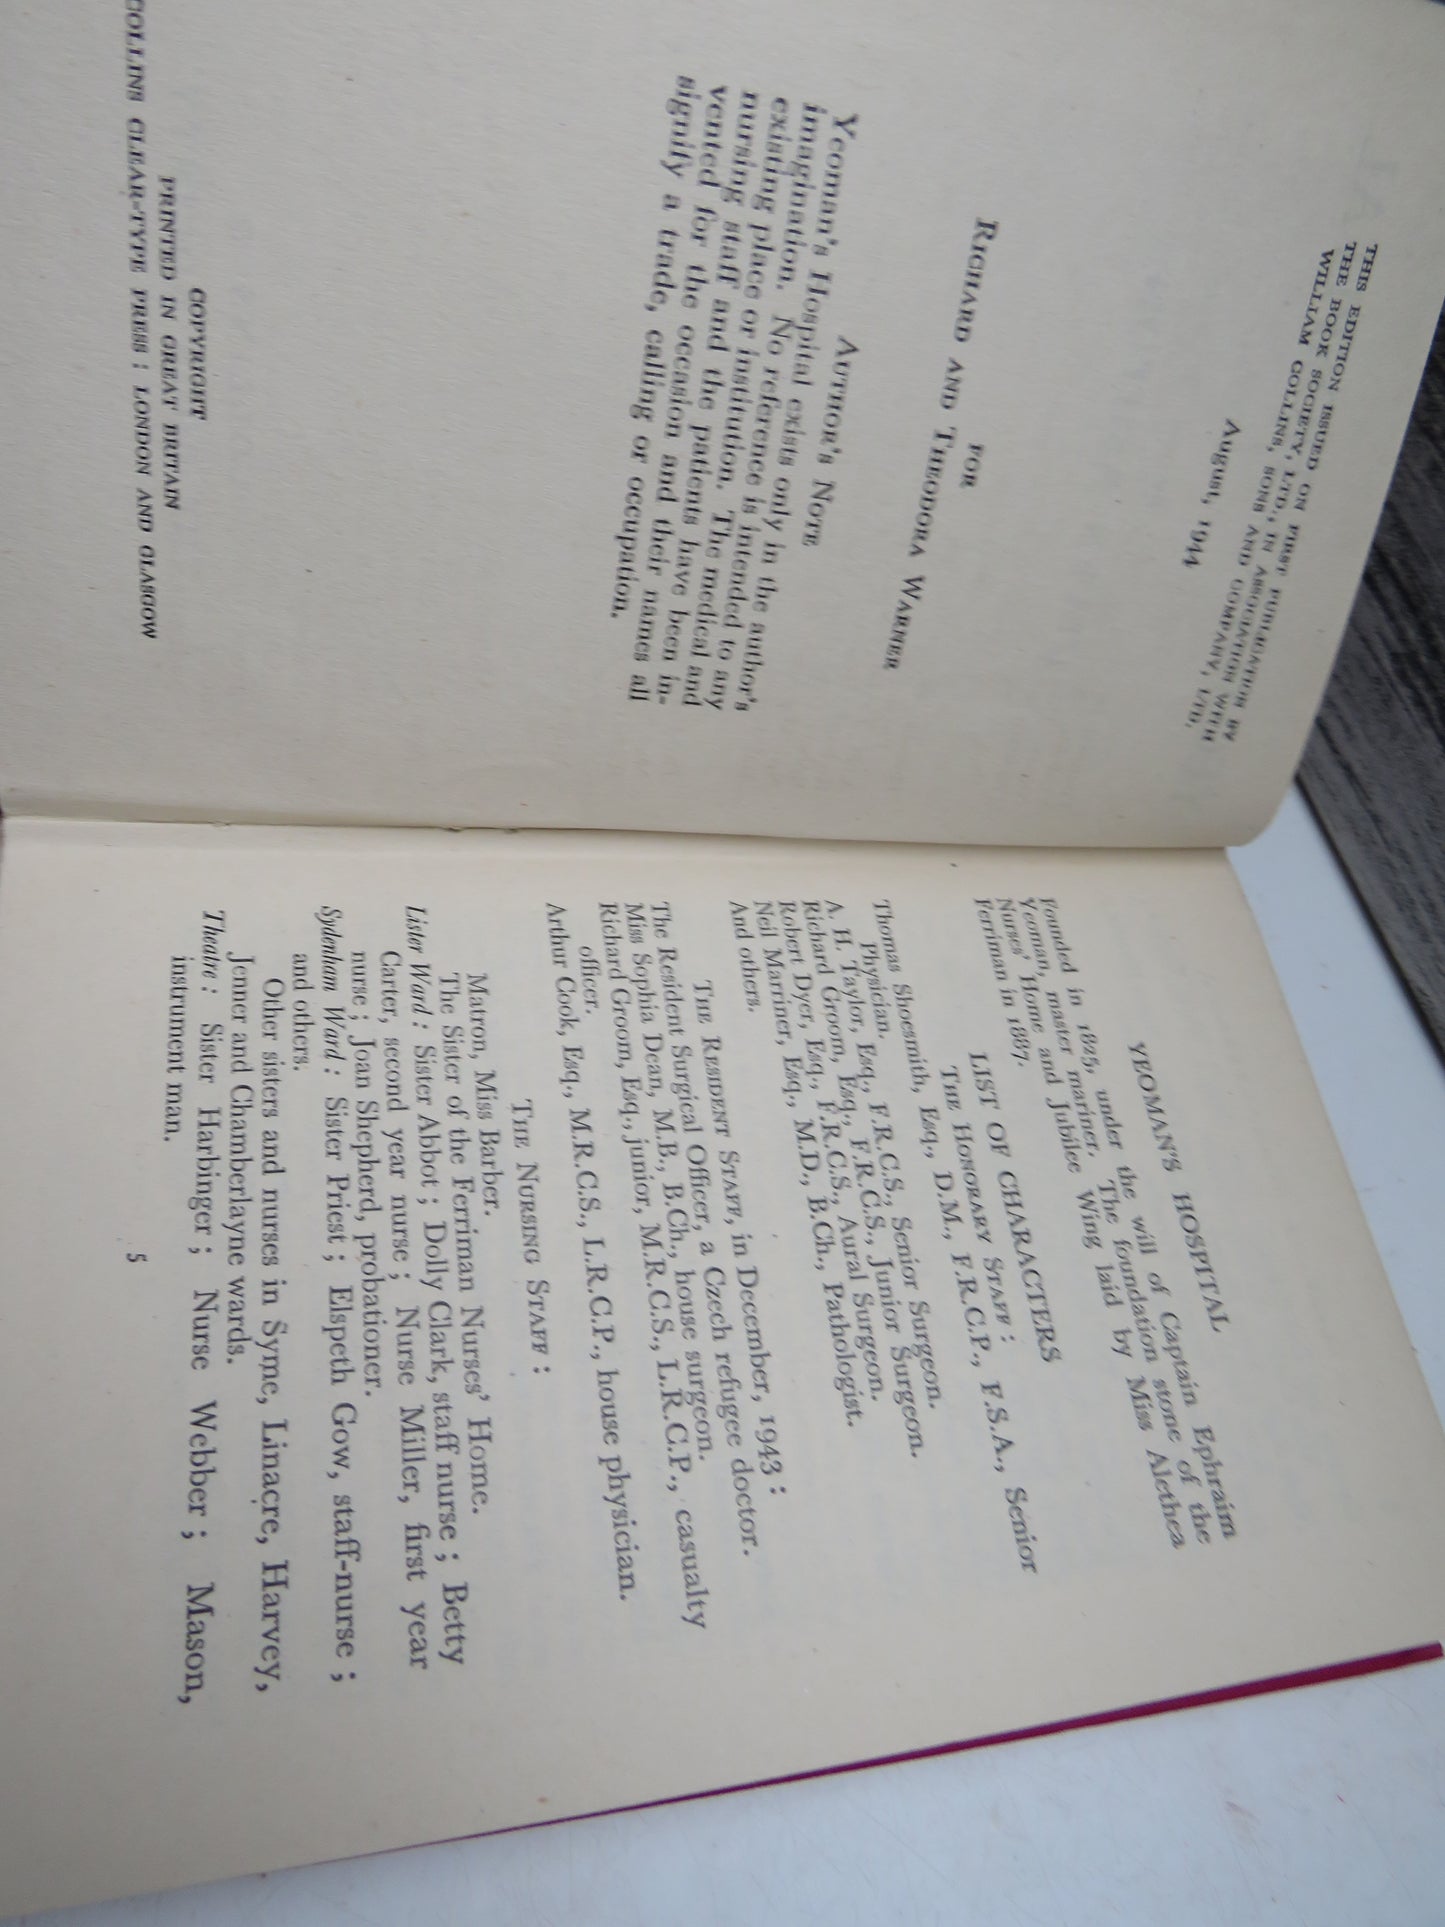 THIS EDITION ISSUED ON FIRST PUBLICATION BY
THE BOOK SOCIETY, LTD., IN ASSOCIATION WITH
WILLIAM COLLINS, SONS AND COMPANY, LTD.
August, 1944
FOR
RICHARD AND THEODORA WARNER
AUTHOR'S NOTE
Yeoman's Hospital exists only in the author's
imagination. No reference is intended to any
existing place or institution. The medical and
nursing staff and the patients have been in-
vented for the occasion and their names all
signify a trade, calling or occupation.
COPYRIGHT
PRINTED IN GREAT BRITAIN
COLLINS CLEAR-TYPE PRESS : LONDON AND GLASGOW
YEOMAN'S HOSPITAL
Founded in 1825, under the will of Captain Ephraim
Yeoman, master mariner. The foundation stone of the
Nurses' Home and Jubilee Wing laid by Miss Alethea
Ferriman in 1887.
LIST OF CHARACTERS
THE HONORARY STAFF :
Thomas Shoesmith, Esq., D.M., F.R.C.P., F.S.A., Senior
Physician.
A. H. Taylor, Esq., F.R.C.S., Senior Surgeon.
Richard Groom, Esq., F.R.C.S., Junior Surgeon.
Robert Dyer, Esq., F.R.C.S., Aural Surgeon.
Neil Marriner, Esq., M.D., B.Ch., Pathologist.
And others.
THE RESIDENT STAFF, in December, 1943 :
The Resident Surgical Officer, a Czech refugee doctor.
Miss Sophia Dean, M.B., B.Ch., house surgeon.
Richard Groom, Esq., junior, M.R.C.S., L.R.C.P., casualty
officer.
Arthur Cook, Esq., M.R.C.S., L.R.C.P., house physician.
THE NURSING STAFF :
Matron, Miss Barber.
The Sister of the Ferriman Nurses' Home.
Lister Ward : Sister Abbot ; Dolly Clark, staff nurse ; Betty
Carter, second year nurse ; Nurse Miller, first year
nurse ; Joan Shepherd, probationer.
Sydenham Ward : Sister Priest ; Elspeth Gow, staff-nurse ;
and others.
Other sisters and nurses in Syme, Linacre, Harvey,
Jenner and Chamberlayne wards.
Theatre : Sister Harbinger ; Nurse Webber ; Mason,
instrument man.
5